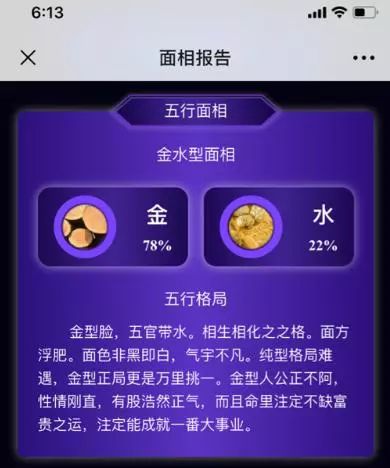 6:13
面相报告
五行面相
金水型面相
金
78%
水
22%
五行格局
金型脸，五官带水。相生相化之之格。面方
浮肥。面色非黑即白，气宇不凡。纯型格局难
遇，金型正局更是万里挑一。金型人公正不阿，
性情刚直，有股浩然正气，而且命里注定不缺富
贵之运，注定能成就一番大事业。